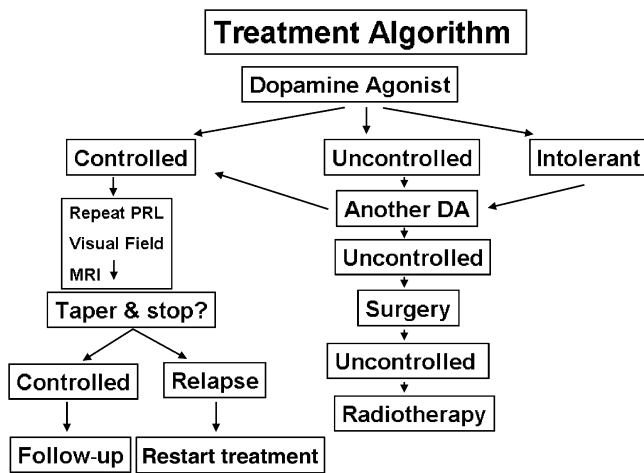 Treatment Algorithm
Dopamine Agonist
Controlled
Uncontrolled
Intolerant
Repeat PRL
Visual Field
MRI
Another DA
Uncontrolled
Taper & stop?
Surgery
Controlled
Relapse
Uncontrolled
Radiotherapy
Follow-up
Restart treatment